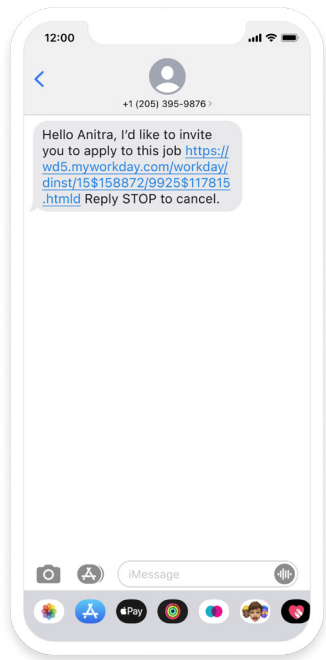 12:00
+1 (205) 395-9876 >
Hello Anitra, I'd like to invite
you to apply to this job https://
wd5.myworkday.com/workday/
dinst/15$158872/9925$117815
.htmld Reply STOP to cancel.
iMessage
Pay